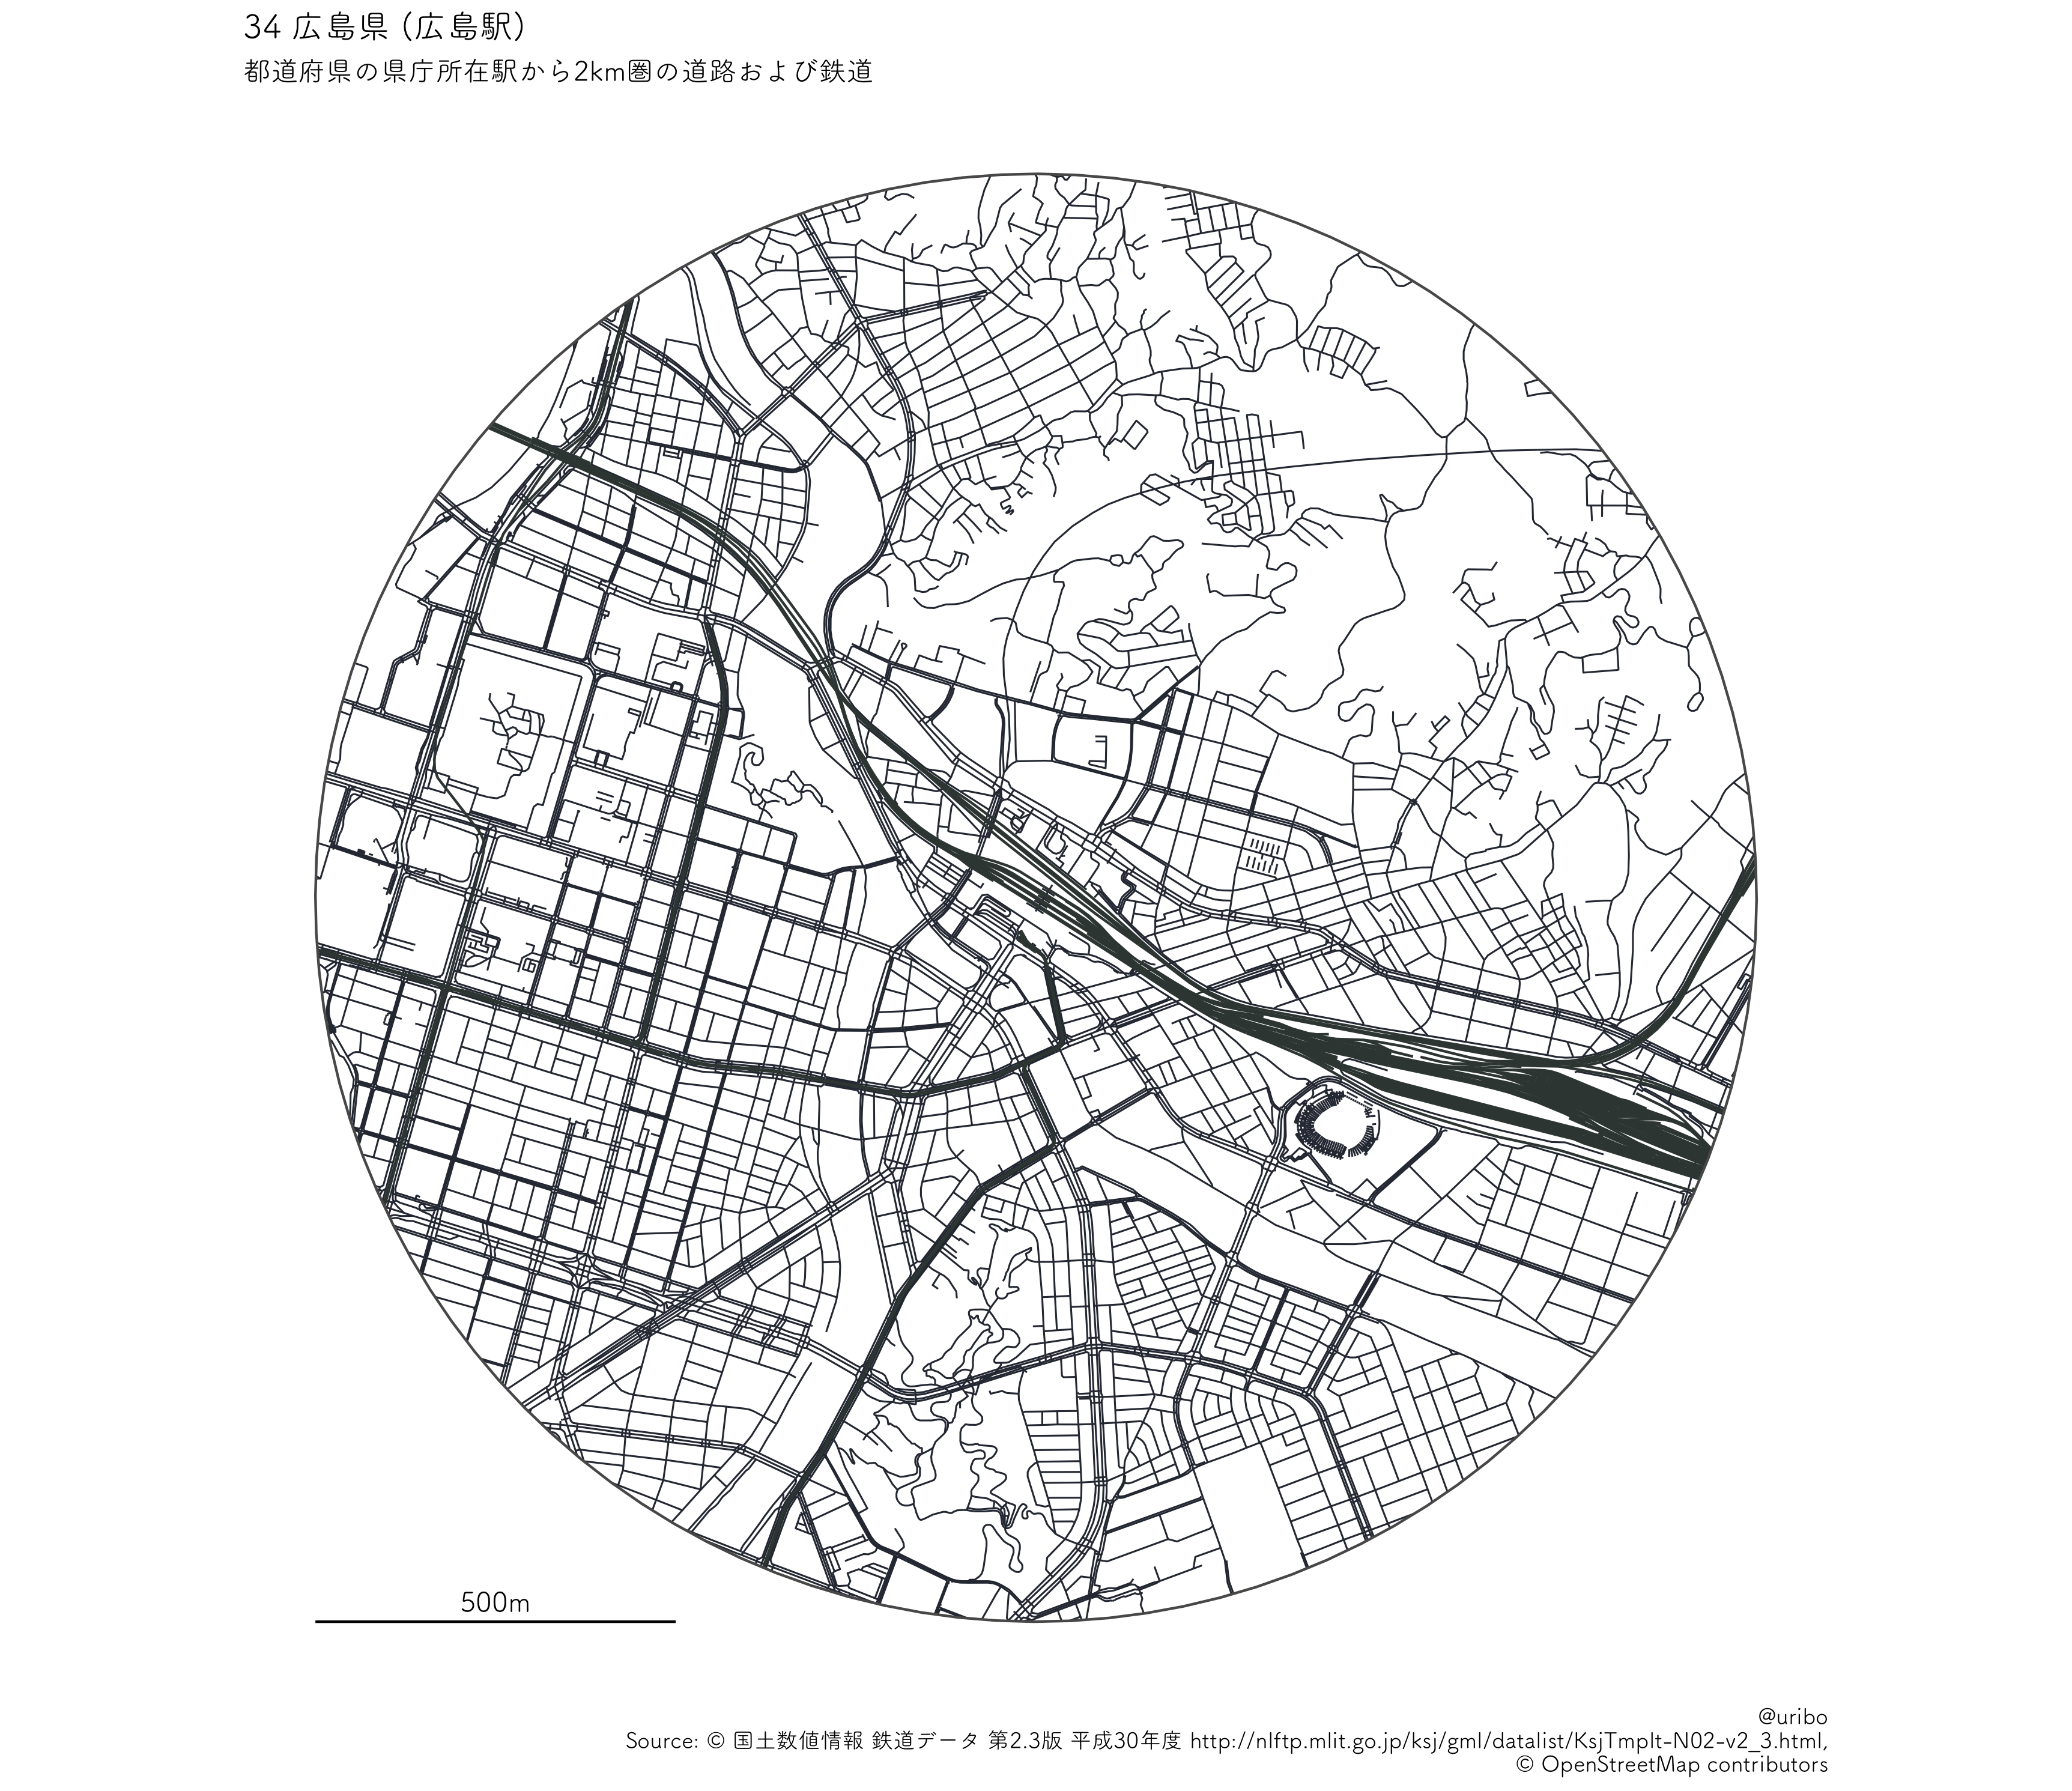 34 広島県 (広島駅)
都道府県の県庁所在駅から2km圏の道路および鉄道
500m
@uribo
Source: © 国土数値情報 鉄道データ 第2.3版 平成30年度 http://nlftp.mlit.go.jp/ksj/gml/datalist/KsjTmplt-N02-v2_3.html,
© OpenStreetMap contributors